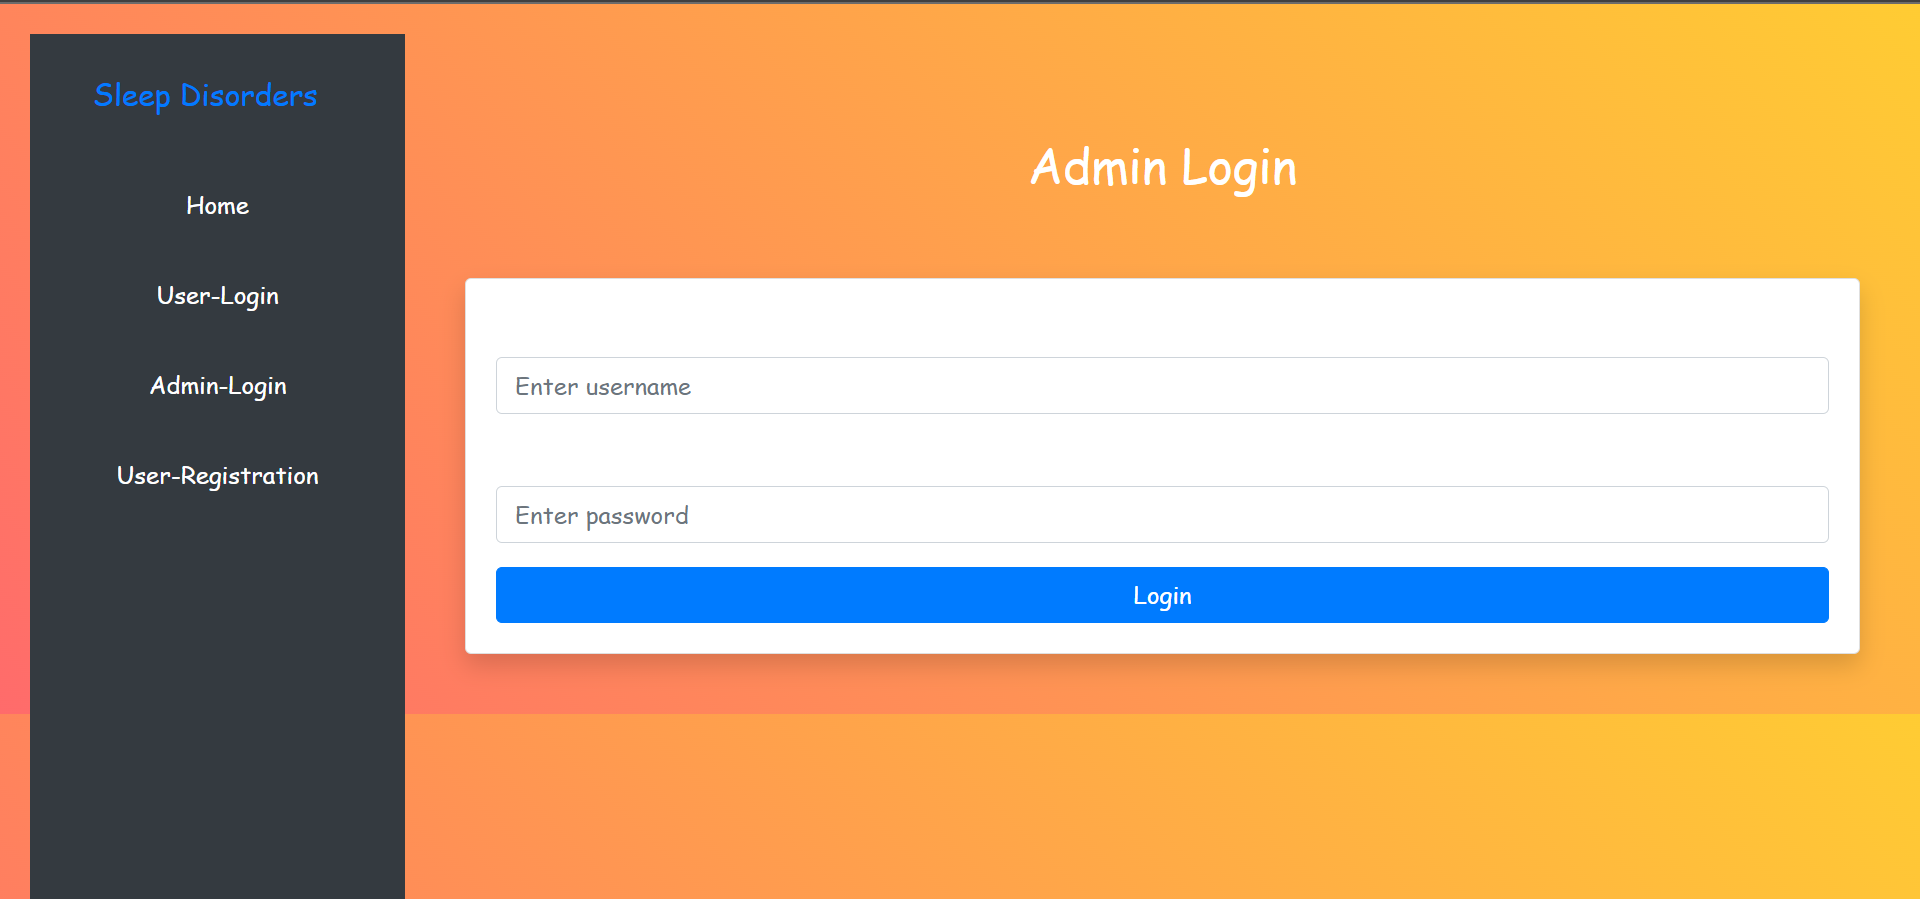 Sleep Disorders
Home
User-Login
Admin-Login
User-Registration
Admin Login
Enter username
Enter password
Login